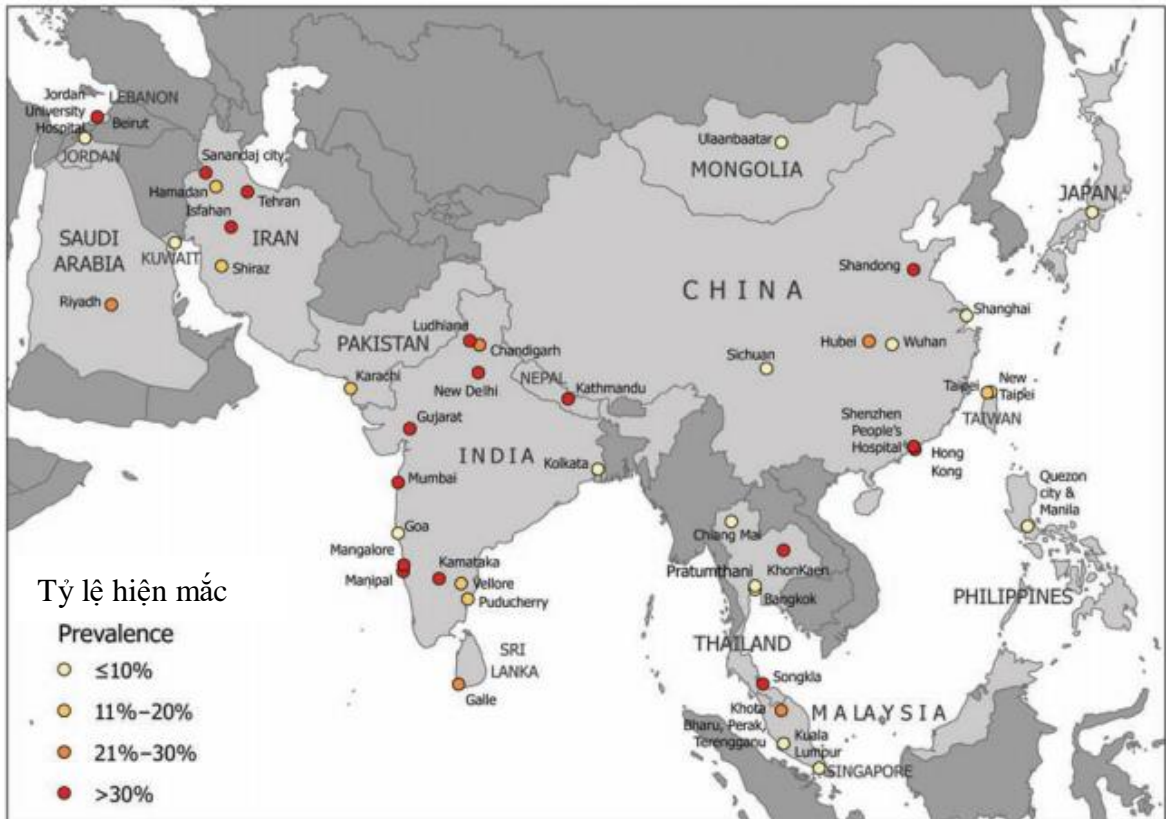 Jordan
University
Hospital
LEBANON
Beirut
JORDAN
Sanandaj city
Hamadan
Tehran
Isfahan
IRAN
SAUDI
ARABIA
KUWAIT
Shiraz
Riyadh
Ulaanbaatar
MONGOLIA
JAPAN
CHINA
Shandong
Shanghai
Hubei
Wuhan
Sichuan
Ludhiana
PAKISTAN
Chandigarh
NEPAL
New Delhi
Kathmandu
Karachi
Taipei
New
Taipei
TAIWAN
Gujarat
Shenzhen
People's
Hospital
Hong
Kong
INDIA
Kolkata
Mumbai
Quezon
city &
Manila
Goa
Chiang Mai
Mangalore
Karnataka
KhonKaen
Manipal
Vellore
Pratumthani
Puducherry
Bangkok
PHILIPPINES
THAILAND
SRI
LANKA
Galle
Songkla
Khota
Bharu, Perak,
Terengganu
MALAYSIA
Kuala
Lumpur
SINGAPORE
Tỷ lệ hiện mắc
Prevalence
≤10%
11%–20%
21%–30%
>30%